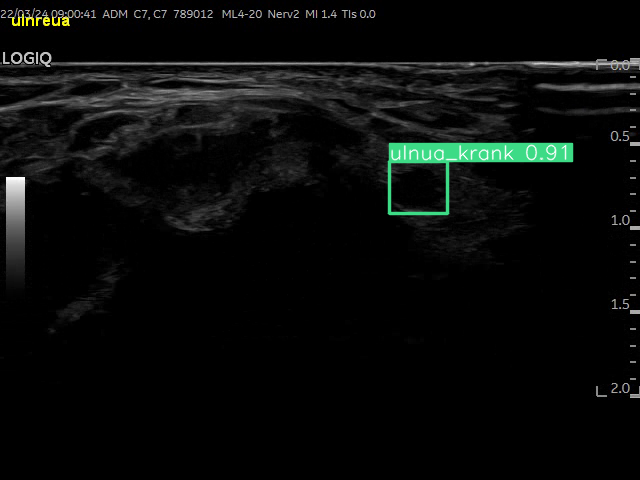 22/03/24 09:00:41 ADM C7, C7 789012 ML4-20 Nerv2 MI 1.4 TIs 0.0
uinreua
LOGIQ
0.0
0.5
ulnua_krank 0.91
1.0
1.5
2.0